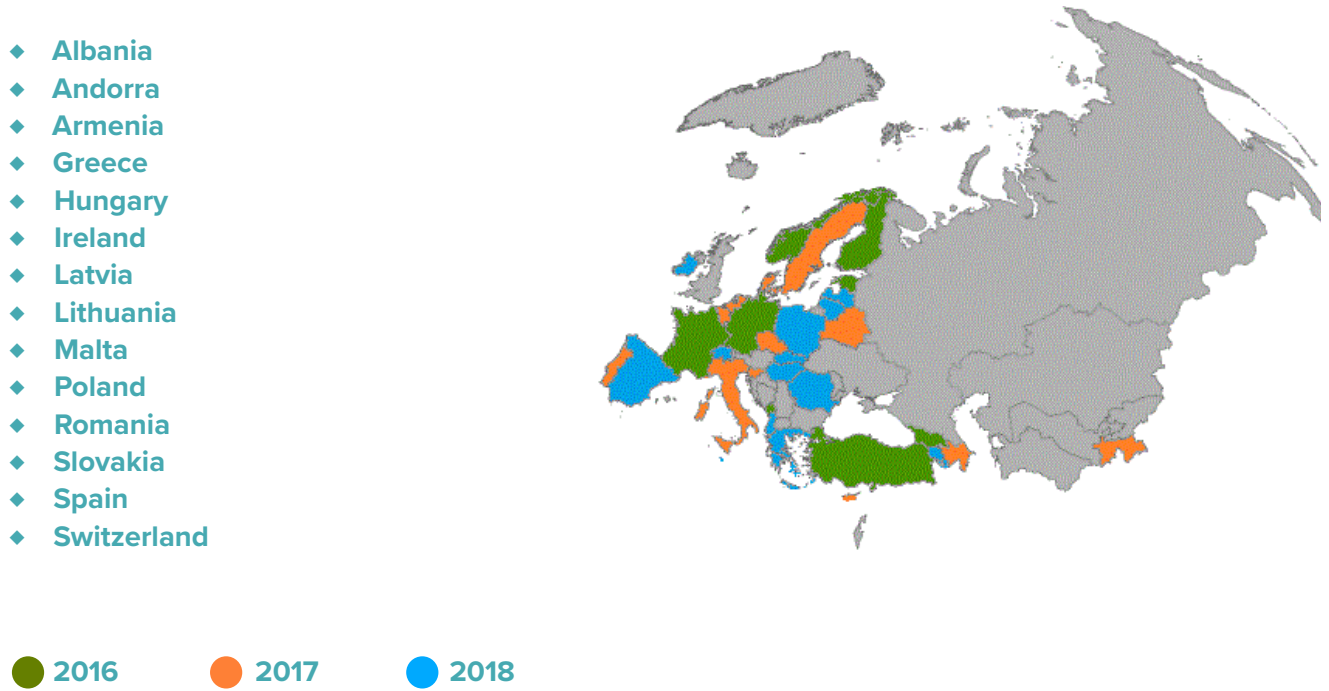 ◆ Albania
◆ Andorra
◆ Armenia
◆ Greece
◆ Hungary
◆ Ireland
◆ Latvia
◆ Lithuania
◆ Malta
◆ Poland
◆ Romania
◆ Slovakia
◆ Spain
◆ Switzerland
2016 2017 2018